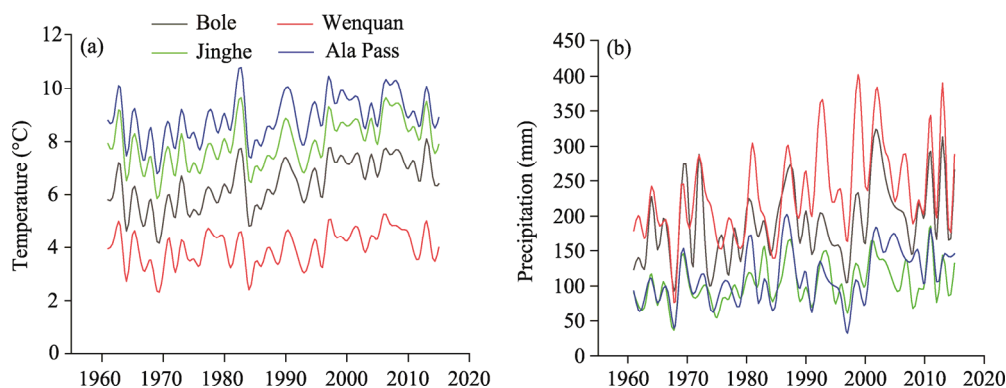 Bole Wenquan
Jinghe Ala Pass
(a)
Temperature (°C)
12
10
8
6
4
2
0
1960 1970 1980 1990 2000 2010 2020
(b)
Precipitation (mm)
450
400
350
300
250
200
150
100
50
0
1960 1970 1980 1990 2000 2010 2020